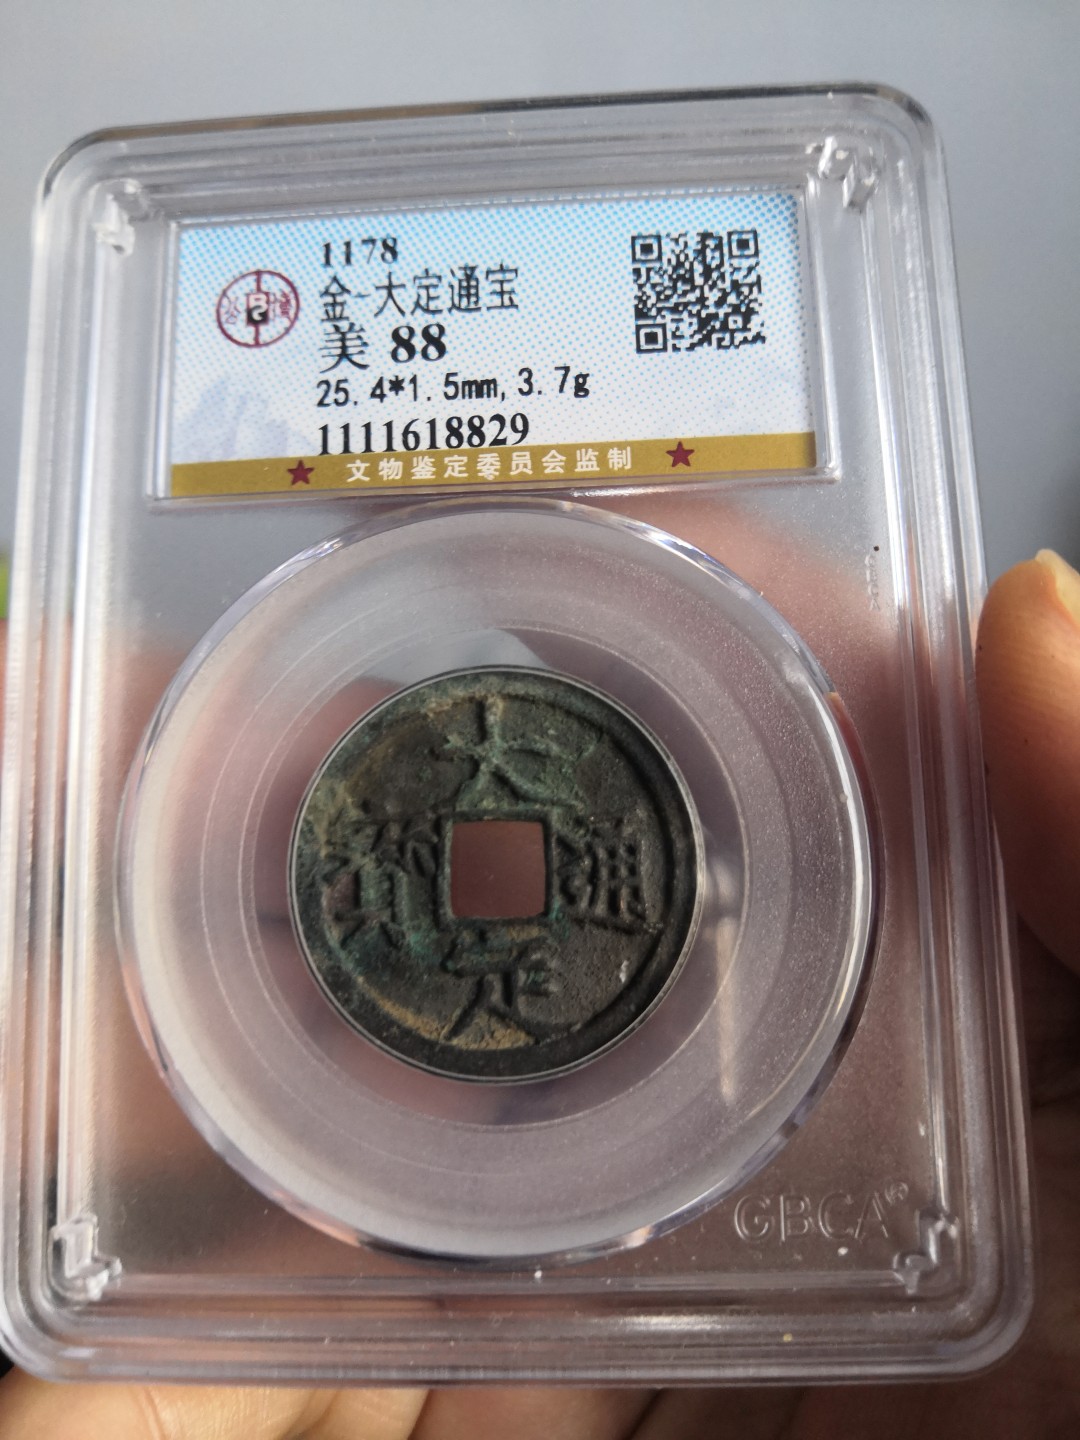 1178
金-大定通宝
美 88
25.4*1.5mm,3.7g
1111618829
★ 文物鉴定委员会监制 ★
大
寶 通
定
GBCA®